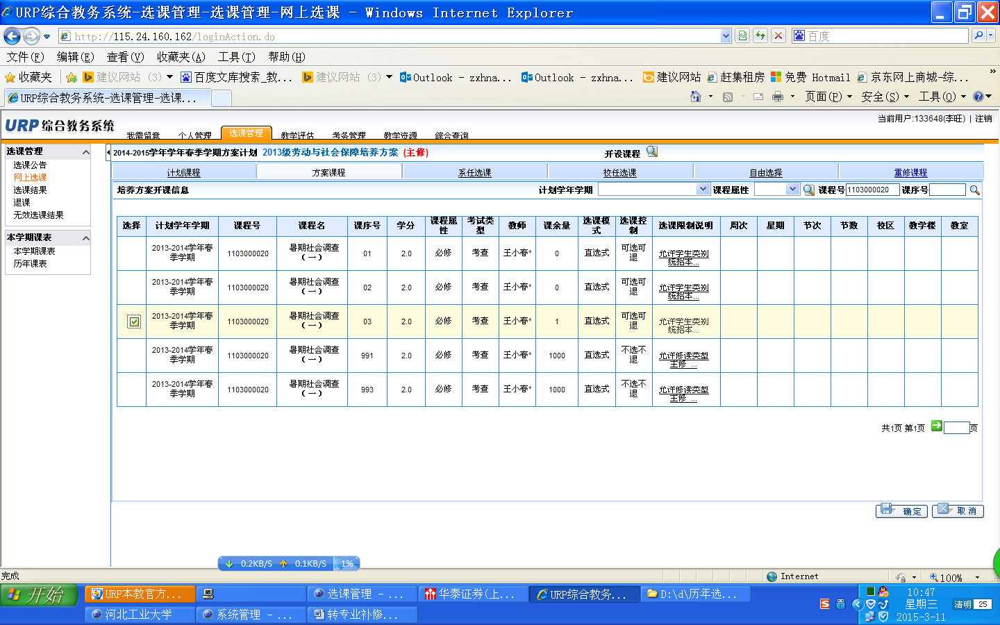 URP综合教务系统-选课管理-选课管理-网上选课 - Windows Internet Explorer
http://115.24.160.162/loginAction.do
百度
文件(F) 编辑(E) 查看(V) 收藏夹(A) 工具(T) 帮助(H)
收藏夹 建议网站 (3) 百度文库搜索_教... 建议网站 (3) Outlook - zxhna... Outlook - zxhna... 建议网站 赶集租房 免费 Hotmail 京东网上商城-综... »
URP综合教务系统-选课管理-选课... 页面(P) 安全(S) 工具(O)
当前用户:133648(李旺) | 注销
URP综合教务系统 我需留意 个人管理 选课管理 教学评估 考务管理 教学资源 综合查询
选课管理
选课公告
网上选课
选课结果
退课
无效选课结果
本学期课表
本学期课表
历年课表
2014-2015学年学年春季学期方案计划 2013级劳动与社会保障培养方案 (主修) 开设课程
计划课程 方案课程 系任选课 校任选课 自由选择 重修课程
培养方案开课信息 计划学年学期 课程属性 课程号 1103000020 课序号
选择 计划学年学期 课程号 课程名 课序号 学分 课程属性 考试类型 教师 课余量 选课模式 选课控制 选课限制说明 周次 星期 节次 节数 校区 教学楼 教室
2013-2014学年春季学期 1103000020 暑期社会调查(一) 01 2.0 必修 考查 王小春* 0 直选式 可选可退 允许学生类别 统招本...
2013-2014学年春季学期 1103000020 暑期社会调查(一) 02 2.0 必修 考查 王小春* 0 直选式 可选可退 允许学生类别 统招本...
2013-2014学年春季学期 1103000020 暑期社会调查(一) 03 2.0 必修 考查 王小春* 1 直选式 可选可退 允许学生类别 统招本...
2013-2014学年春季学期 1103000020 暑期社会调查(一) 991 2.0 必修 考查 王小春* 1000 直选式 不选不退 允许修读类型 主修 ...
2013-2014学年春季学期 1103000020 暑期社会调查(一) 993 2.0 必修 考查 王小春* 1000 直选式 不选不退 允许修读类型 主修 ...
共1页 第1页 页
确定 取消
0.2KB/S 0.1KB/S 1%
完成 Internet 100%
开始 URP本教官方... 选课管理 - ... 华泰证券(上... URP综合教务... D:\d\历年选...
河北工业大学 系统管理 - ... 转专业补修...
10:47
星期三
2015-3-11
清明 25